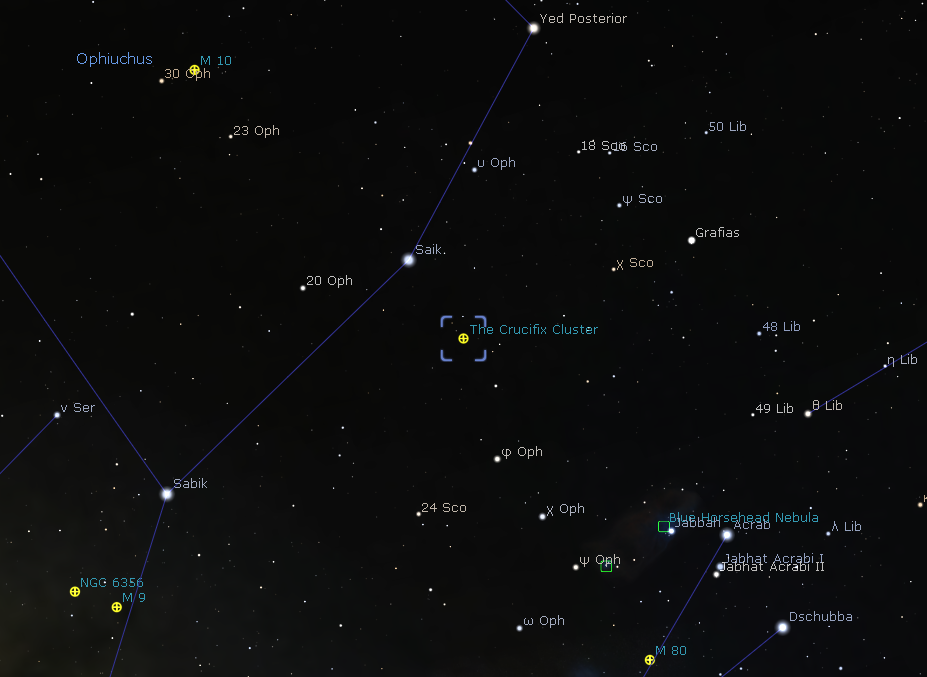 Yed Posterior
Ophiuchus
M 10
30 Oph
23 Oph
50 Lib
18 Sco
16 Sco
υ Oph
ψ Sco
Grafias
Saik.
χ Sco
20 Oph
The Crucifix Cluster
48 Lib
η Lib
ν Ser
49 Lib
θ Lib
φ Oph
Sabik
24 Sco
χ Oph
Blue Horsehead Nebula
Jabbah
Acrab
λ Lib
ψ Oph
Jabhat Acrabi I
Jabhat Acrabi II
NGC 6356
M 9
ω Oph
Dschubba
M 80